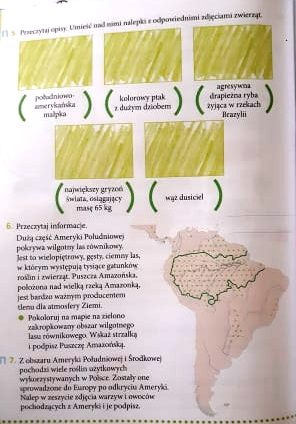 5. Przeczytaj opisy. Umieść nad nimi nalepki z odpowiednimi zdjęciami zwierząt.
południowo-
amerykańska
małpka
kolorowy ptak
z dużym dziobem
agresywna
drapieżna ryba
żyjąca w rzekach
Brazylii
największy gryzoń
świata, osiągający
masę 65 kg
wąż dusiciel
6. Przeczytaj informacje.
Dużą część Ameryki Południowej
pokrywa wilgotny las równikowy.
Jest to wielopiętrowy, gęsty, ciemny las,
w którym występują tysiące gatunków
roślin i zwierząt. Puszcza Amazońska,
położona nad wielką rzeką Amazonką,
jest bardzo ważnym producentem
tlenu dla atmosfery Ziemi.
• Pokoloruj na mapie na zielono
zakropkowany obszar wilgotnego
lasu równikowego. Wskaż strzałką
i podpisz Puszczę Amazońską.
7. Z obszaru Ameryki Południowej i Środkowej
pochodzi wiele roślin użytkowych
wykorzystywanych w Polsce. Zostały one
sprowadzone do Europy po odkryciu Ameryki.
Nalep w zeszycie zdjęcia warzyw i owoców
pochodzących z Ameryki i je podpisz.